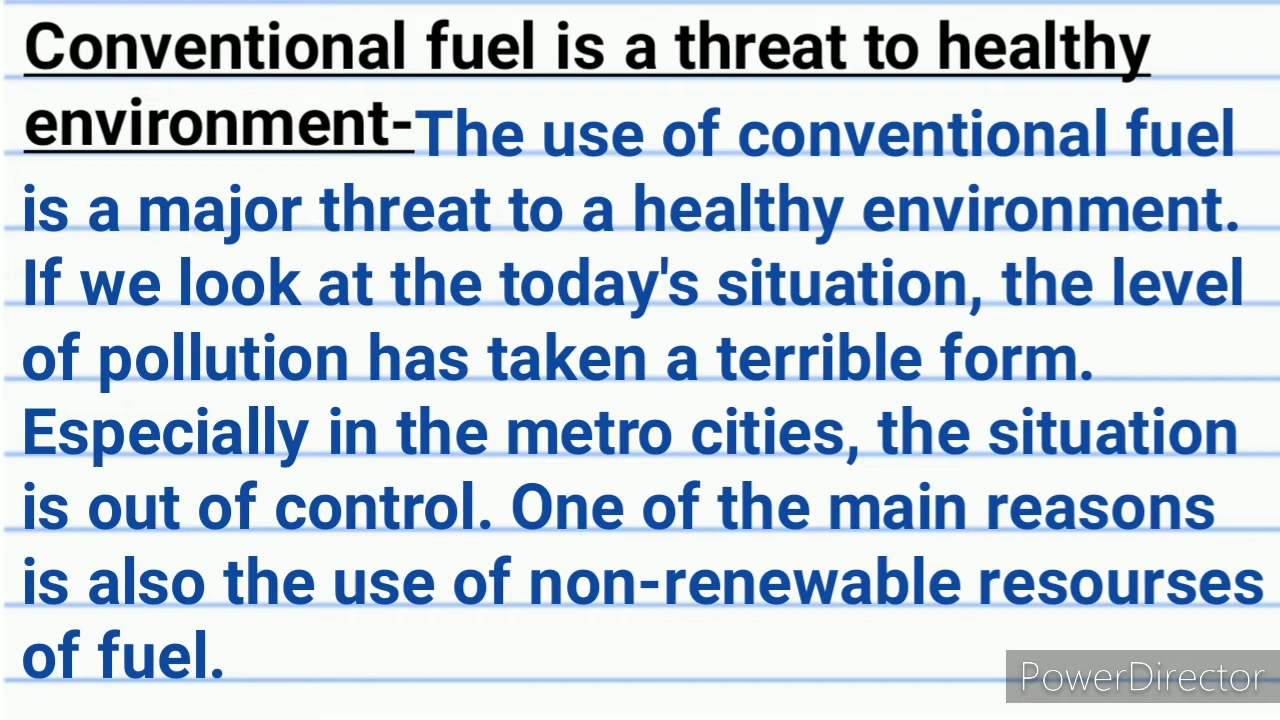 Conventional fuel is a threat to healthy
environment-The use of conventional fuel
is a major threat to a healthy environment.
If we look at the today's situation, the level
of pollution has taken a terrible form.
Especially in the metro cities, the situation
is out of control. One of the main reasons
is also the use of non-renewable resourses
of fuel.
PowerDirector